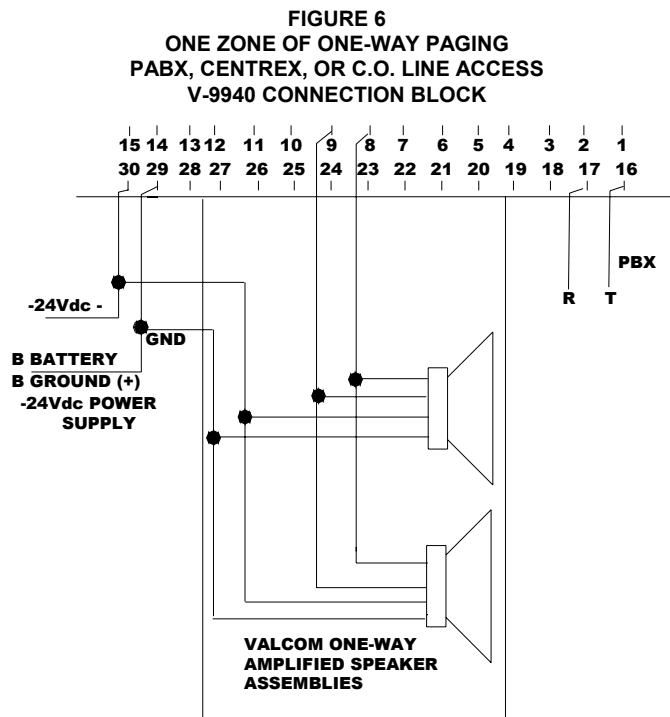 FIGURE 6
ONE ZONE OF ONE-WAY PAGING
PABX, CENTREX, OR C.O. LINE ACCESS
V-9940 CONNECTION BLOCK
15 14 13 12 11 10 9 8 7 6 5 4 3 2 1
30 29 28 27 26 25 24 23 22 21 20 19 18 17 16
PBX
R T
-24Vdc -
GND
B BATTERY
B GROUND (+)
-24Vdc POWER
SUPPLY
VALCOM ONE-WAY
AMPLIFIED SPEAKER
ASSEMBLIES